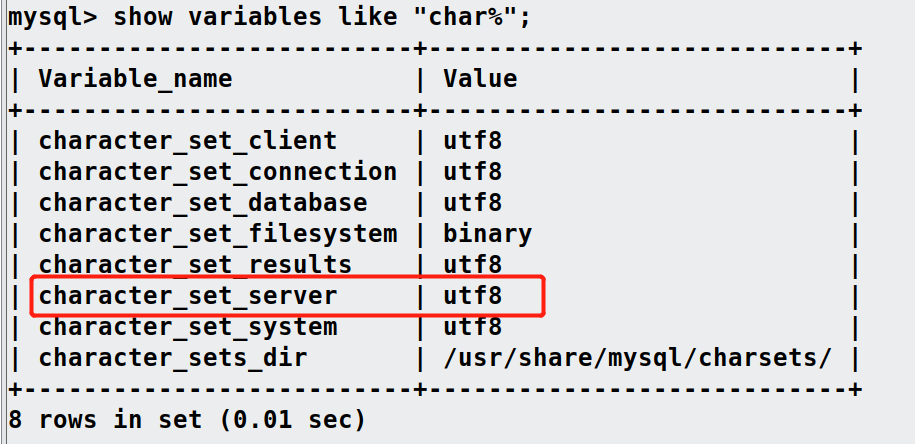 mysql> show variables like "char%";
+--------------------------+----------------------------+
| Variable_name            | Value                      |
+--------------------------+----------------------------+
| character_set_client     | utf8                       |
| character_set_connection | utf8                       |
| character_set_database   | utf8                       |
| character_set_filesystem | binary                     |
| character_set_results    | utf8                       |
| character_set_server     | utf8                       |
| character_set_system     | utf8                       |
| character_sets_dir       | /usr/share/mysql/charsets/ |
+--------------------------+----------------------------+
8 rows in set (0.01 sec)